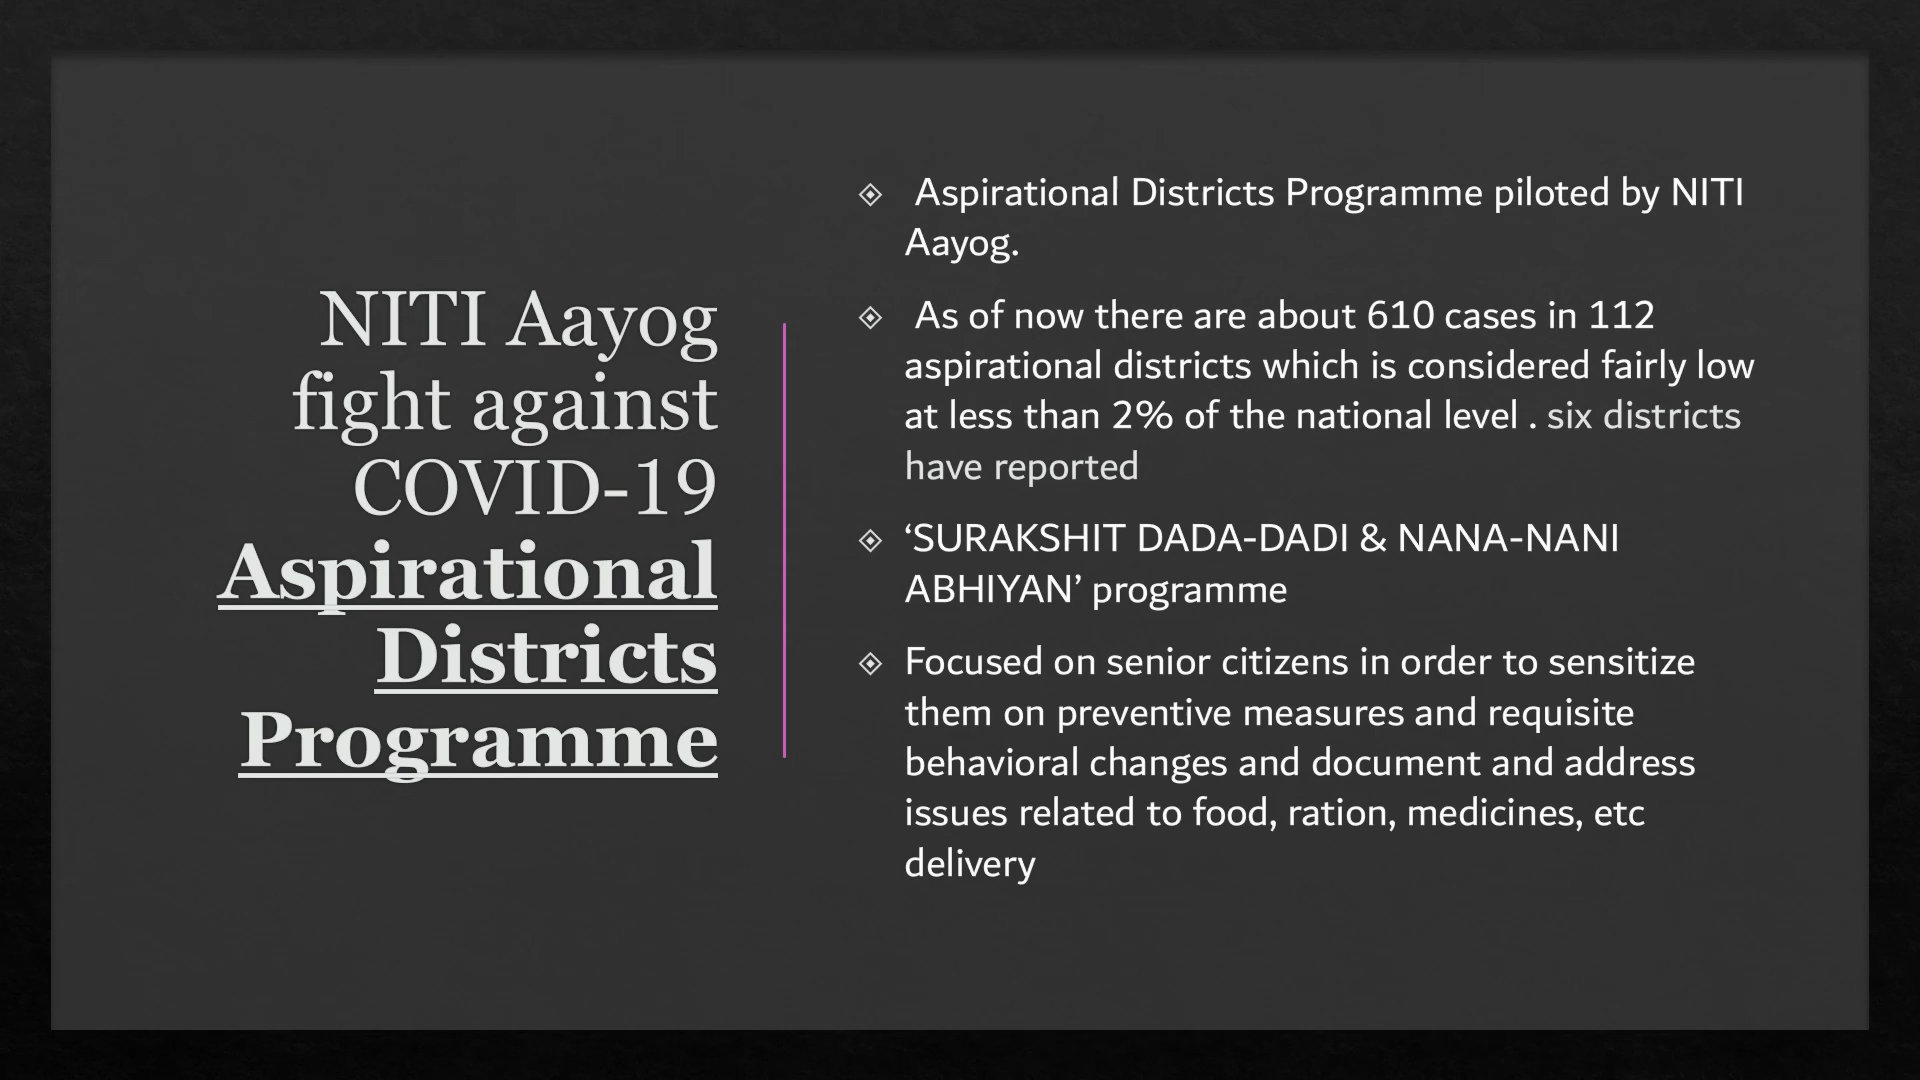 NITI Aayog
fight against
COVID-19
Aspirational
Districts
Programme
Aspirational Districts Programme piloted by NITI
Aayog.
As of now there are about 610 cases in 112
aspirational districts which is considered fairly low
at less than 2% of the national level . six districts
have reported
‘SURAKSHIT DADA-DADI & NANA-NANI
ABHIYAN’ programme
Focused on senior citizens in order to sensitize
them on preventive measures and requisite
behavioral changes and document and address
issues related to food, ration, medicines, etc
delivery